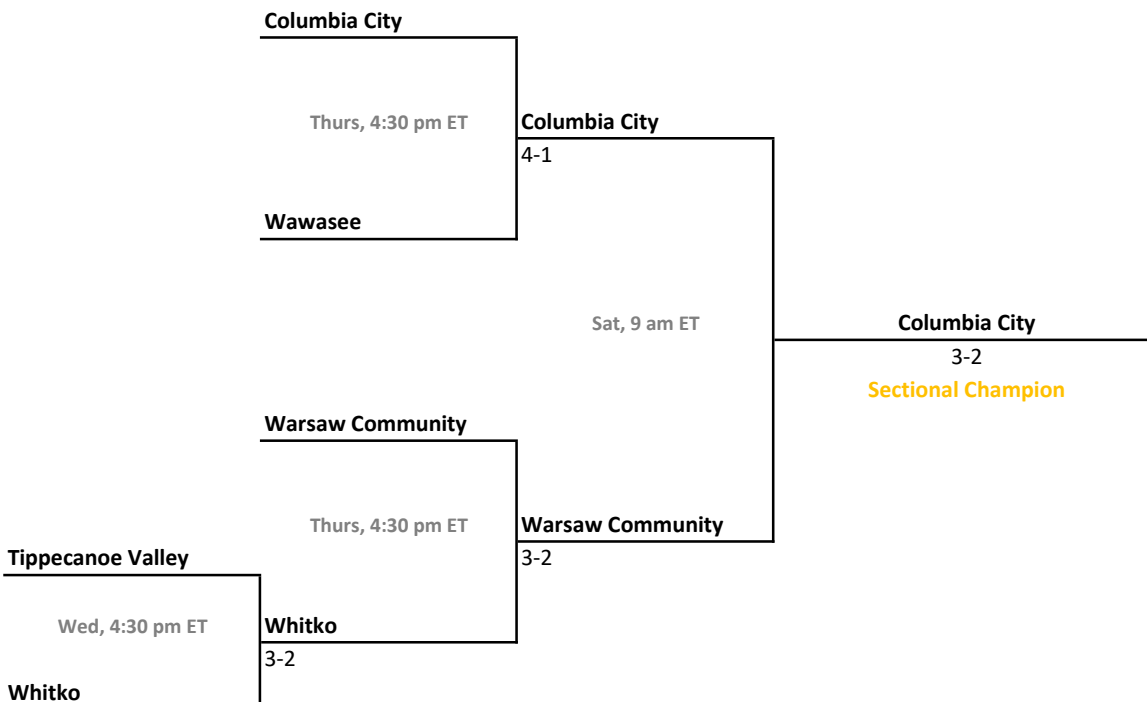 Columbia City
Thurs, 4:30 pm ET
Columbia City
4-1
Wawasee
Sat, 9 am ET
Columbia City
3-2
Sectional Champion
Warsaw Community
Thurs, 4:30 pm ET
Warsaw Community
3-2
Tippecanoe Valley
Wed, 4:30 pm ET
Whitko
3-2
Whitko